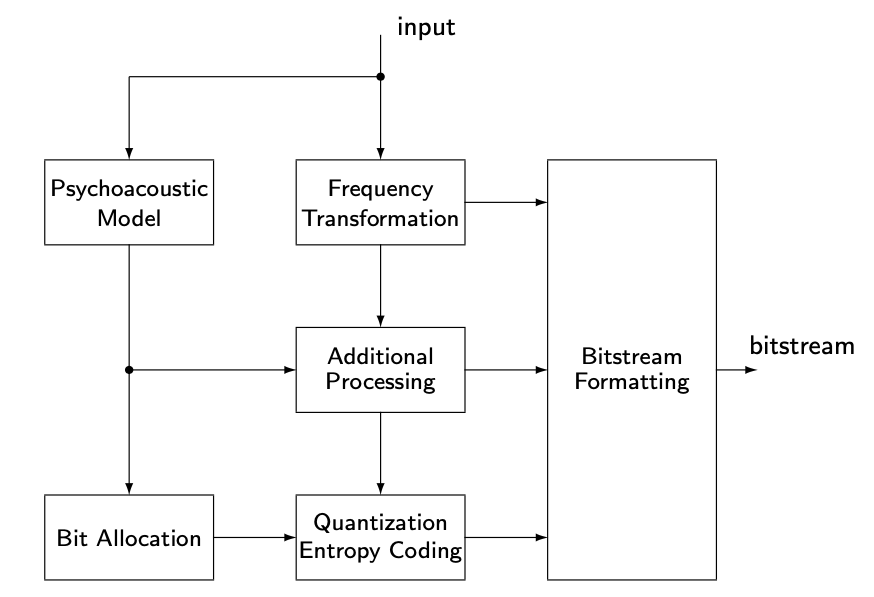 input
Psychoacoustic
Model
Frequency
Transformation
Additional
Processing
Bitstream
Formatting
bitstream
Bit Allocation
Quantization
Entropy Coding